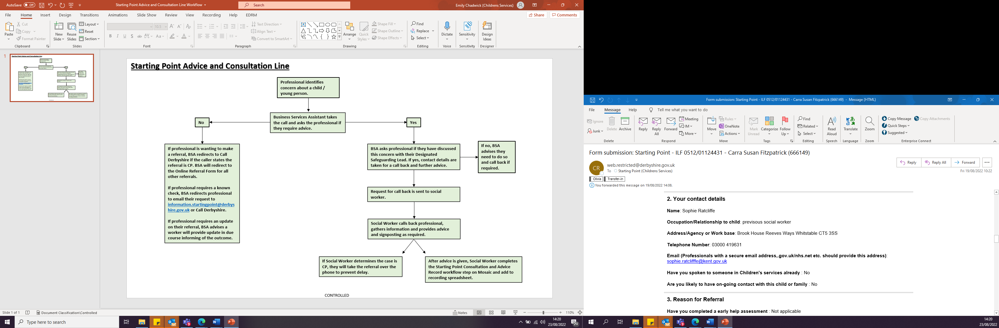 AutoSave Off
Starting Point Advice and Consultation Line Workflow
Search
Emily Chadwick (Childrens Services)
File Home Insert Design Transitions Animations Slide Show Review View Recording Help EDRM
Share Comments
Paste
Cut
Copy
Format Painter
Clipboard
New Slide
Reuse Slides
Layout
Reset
Section
Slides
10.5
Font
Paragraph
Text Direction
Align Text
Convert to SmartArt
Arrange
Quick Styles
Shape Fill
Shape Outline
Shape Effects
Drawing
Find
Replace
Select
Editing
Dictate
Voice
Sensitivity
Sensitivity
Design Ideas
Designer
1
Starting Point Advice and Consultation Line
Starting Point Advice and Consultation Line
Professional identifies
concern about a child /
young person.
Business Services Assistant takes
the call and asks the professional if
they require advice.
No
Yes
If professional is wanting to make
a referral, BSA redirects to Call
Derbyshire if the caller states the
referral is CP. BSA will redirect to
the Online Referral Form for all
other referrals.
If professional requires a known
check, BSA redirects professional
to email their request to
information.startingpoint@derbys
hire.gov.uk or Call Derbyshire.
If professional requires an update
on their referral, BSA advises a
worker will provide update in due
course informing of the outcome.
BSA asks professional if they have discussed
this concern with their Designated
Safeguarding Lead. If yes, contact details are
taken for a call back and further advice.
If no, BSA
advises they
need to do so
and call back if
required.
Request for call back is sent to social
worker.
Social Worker calls back professional,
gathers information and provides advice
and signposting as required.
If Social Worker determines the case is
CP, they will take the referral over the
phone to prevent delay.
After advice is given, Social Worker completes
the Starting Point Consultation and Advice
Record workflow step on Mosaic and add to
recording spreadsheet.
CONTROLLED
Slide 1 of 1
Document Classification\Controlled
Notes
110%
Type here to search
9
14:20
23/08/2022
20
Form submission: Starting Point - ILF 0512/01124431 - Carra Susan Fitzpatrick (666149) - Message (HTML)
File Message Help Tell me what you want to do
Ignore
Junk
Delete
Archive
Delete
Reply
Reply All
Forward
Meeting
IM
More
Respond
Move
Rules
OneNote
Actions
Move
Mark Unread
Categorize
Follow Up
Tags
Find
Related
Select
Editing
Read Aloud
Speech
Translate
Language
Zoom
Zoom
Copy Message
Copy Attachments
Quick Steps
Suggested
Enterprise Connect
Form submission: Starting Point - ILF 0512/01124431 - Carra Susan Fitzpatrick (666149)
CR
web.restricted@derbyshire.gov.uk
To Starting Point (Childrens Services)
Reply Reply All Forward
Fri 19/08/2022 10:22
Olivia Transfer-in
You forwarded this message on 19/08/2022 14:08.
2. Your contact details
Name: Sophie Ratcliffe
Occupation/Relationship to child: previsous social worker
Address/Agency or Work base: Brook House Reeves Ways Whitstable CT5 3SS
Telephone Number: 03000 419631
Email (Professionals with a secure email address,.gov.uk/nhs.net etc. should provide this address):
sophie.ratclifffe@kent.gov.uk
Have you spoken to someone in Children's services already : No
Are you likely to have on-going contact with this child or family : No
3. Reason for Referral
Have you completed a early help assessment : Not applicable
9
14:20
23/08/2022